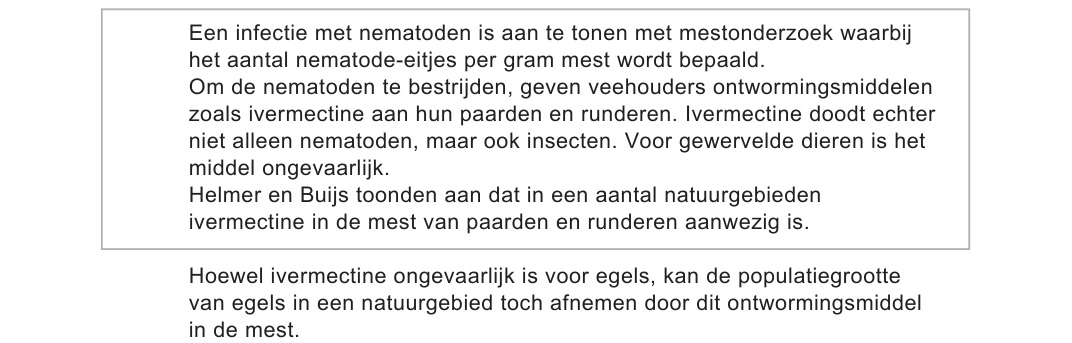 Een infectie met nematoden is aan te tonen met mestonderzoek waarbij
het aantal nematode-eitjes per gram mest wordt bepaald.
Om de nematoden te bestrijden, geven veehouders ontwormingsmiddelen
zoals ivermectine aan hun paarden en runderen. Ivermectine doodt echter
niet alleen nematoden, maar ook insecten. Voor gewervelde dieren is het
middel ongevaarlijk.
Helmer en Buijs toonden aan dat in een aantal natuurgebieden
ivermectine in de mest van paarden en runderen aanwezig is.
Hoewel ivermectine ongevaarlijk is voor egels, kan de populatiegrootte
van egels in een natuurgebied toch afnemen door dit ontwormingsmiddel
in de mest.